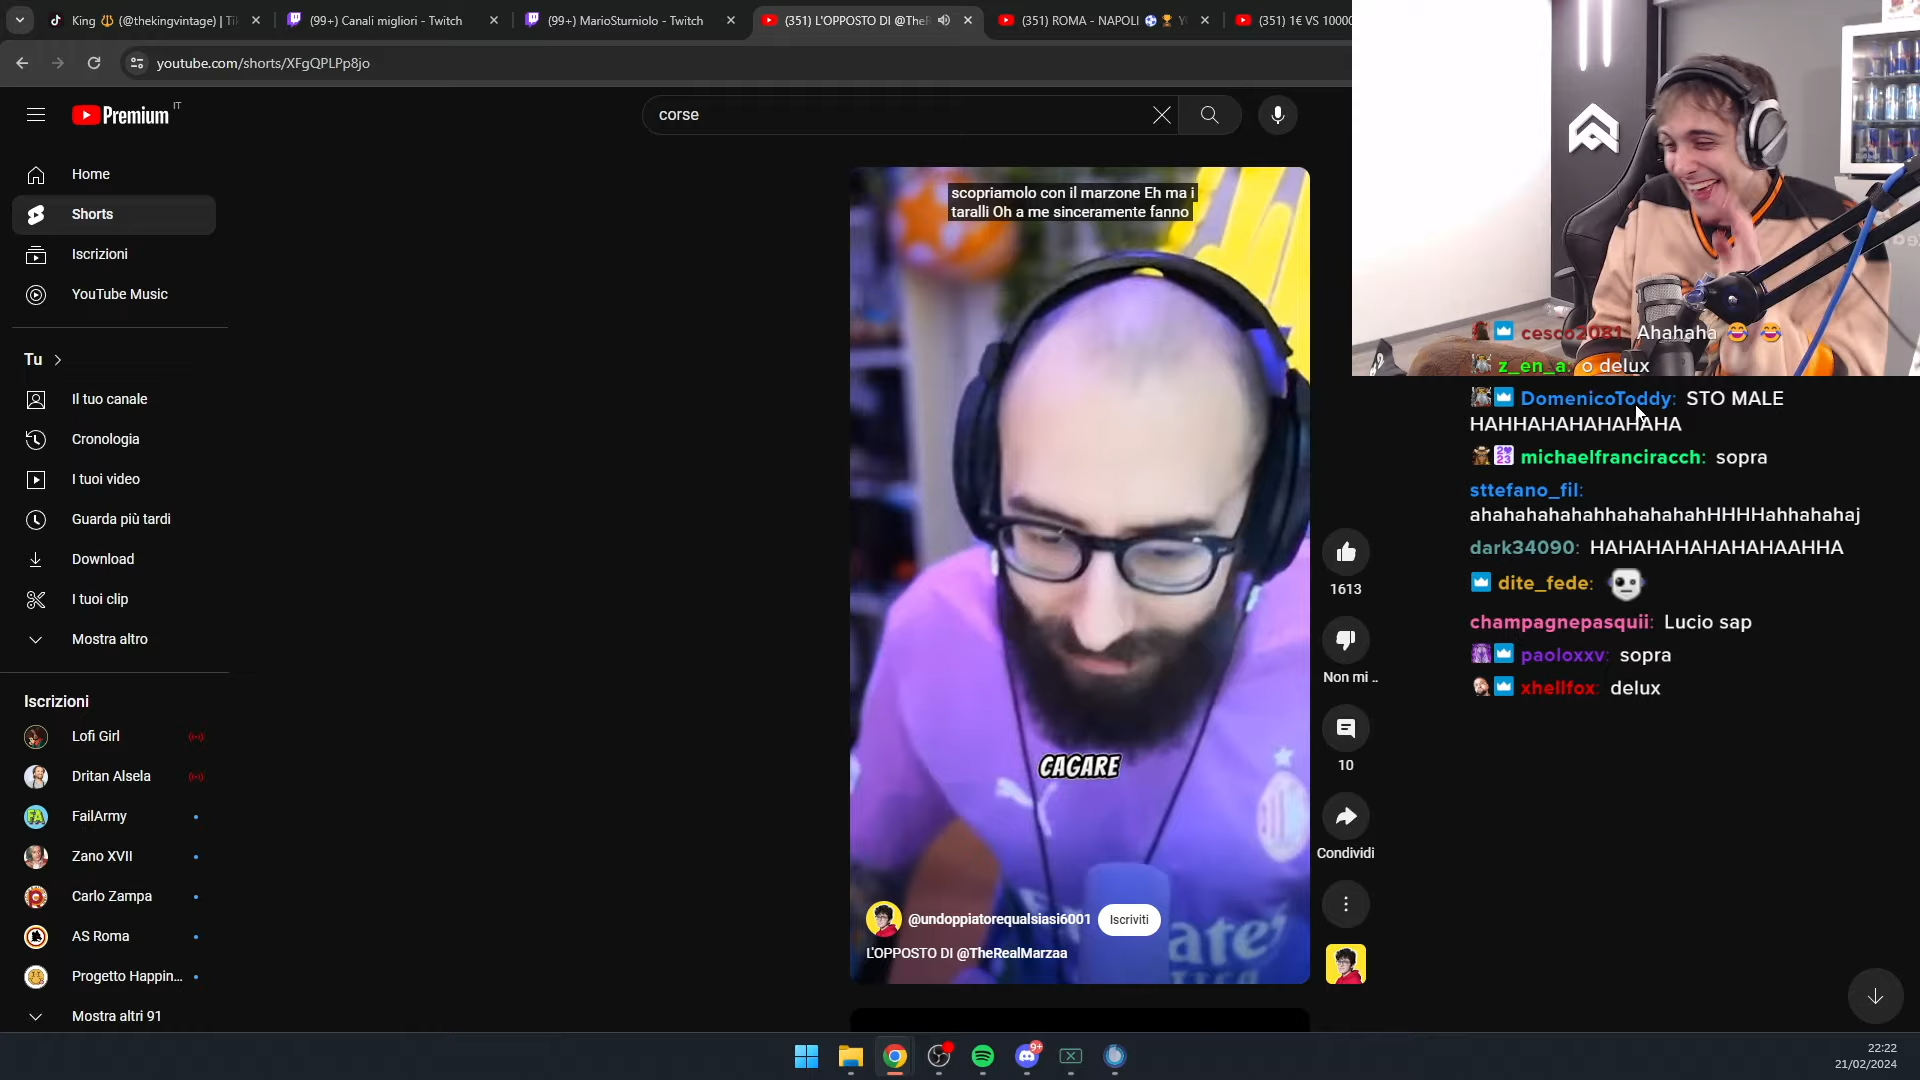 King 🔱 (@thekingvintage) | Tik
(99+) Canali migliori - Twitch
(99+) MarioSturniolo - Twitch
(351) L'OPPOSTO DI @TheR
(351) ROMA - NAPOLI ⚽🏆 Y
(351) 1€ VS 10000
youtube.com/shorts/XFgQPLPp8jo
Premium IT
corse
Home
Shorts
Iscrizioni
YouTube Music
Tu
Il tuo canale
Cronologia
I tuoi video
Guarda più tardi
Download
I tuoi clip
Mostra altro
Iscrizioni
Lofi Girl
Dritan Alsela
FailArmy
Zano XVII
Carlo Zampa
AS Roma
Progetto Happin...
Mostra altri 91
scopriamolo con il marzone Eh ma i
taralli Oh a me sinceramente fanno
CAGARE
@undoppiatorequalsiasi6001 Iscriviti
L'OPPOSTO DI @TheRealMarzaa
1613
Non mi ..
10
Condividi
cesco2081: Ahahaha 😂 😂
z_en_a: o delux
DomenicoToddy: STO MALE
HAHHAHAHAHAHAHA
michaelfranciracch: sopra
sttefano_fil:
ahahahahahahhahahahahHHHHahhahahaj
dark34090: HAHAHAHAHAHAHAAHHA
dite_fede:
champagnepasquii: Lucio sap
paoloxxv: sopra
xhellfox: delux
9+
22:22
21/02/2024